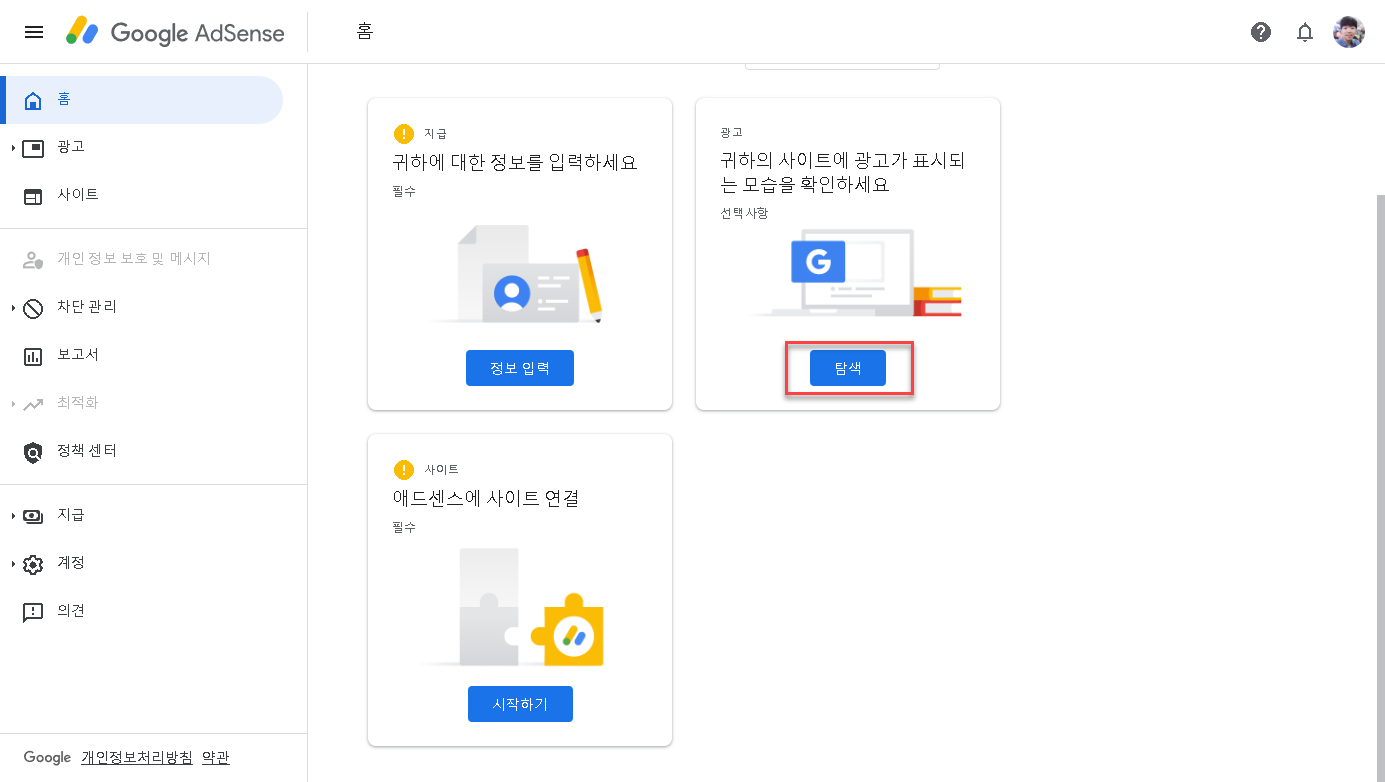 Google AdSense
홈
홈
광고
사이트
개인 정보 보호 및 메시지
차단 관리
보고서
최적화
정책 센터
지급
계정
의견
Google 개인정보처리방침 약관
지급
귀하에 대한 정보를 입력하세요
필수
정보 입력
광고
귀하의 사이트에 광고가 표시되
는 모습을 확인하세요
선택사항
G
탐색
사이트
애드센스에 사이트 연결
필수
시작하기